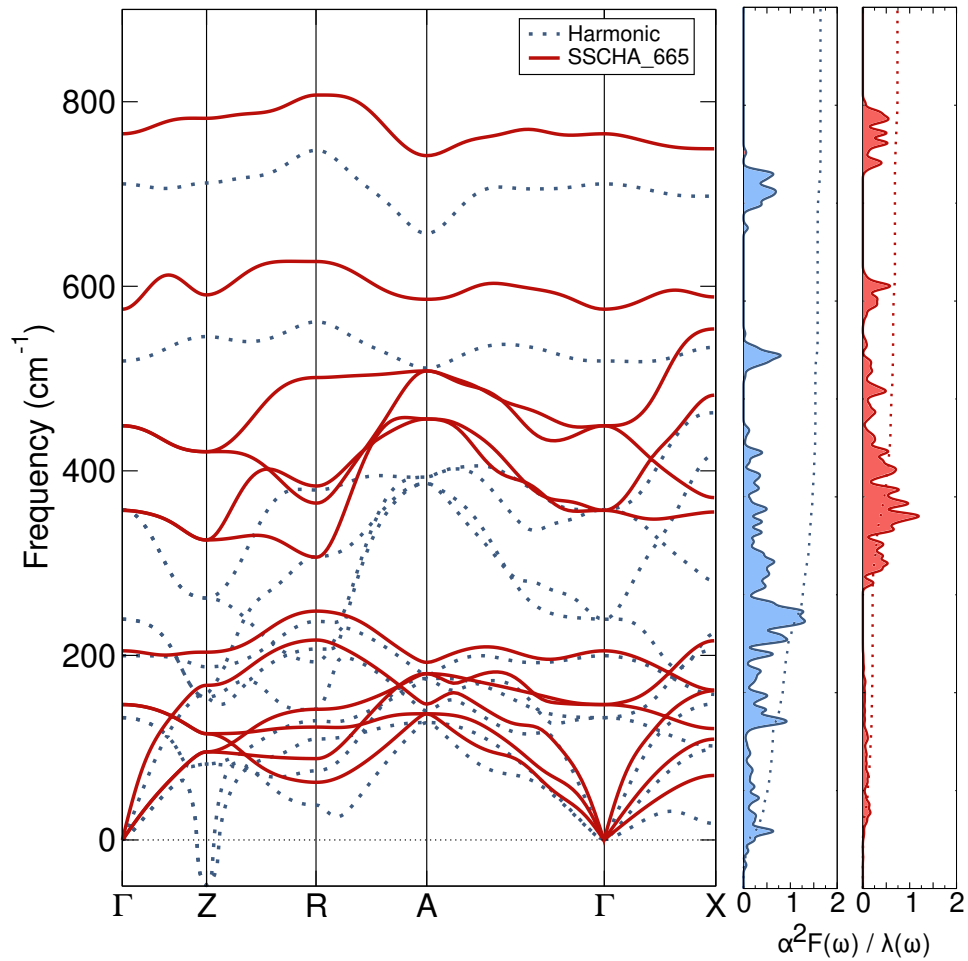 Harmonic
SSCHA_665
800
600
400
200
0
Frequency (cm⁻¹)
Γ Z R A Γ X
0 1 2 0 1 2
α²F(ω) / λ(ω)